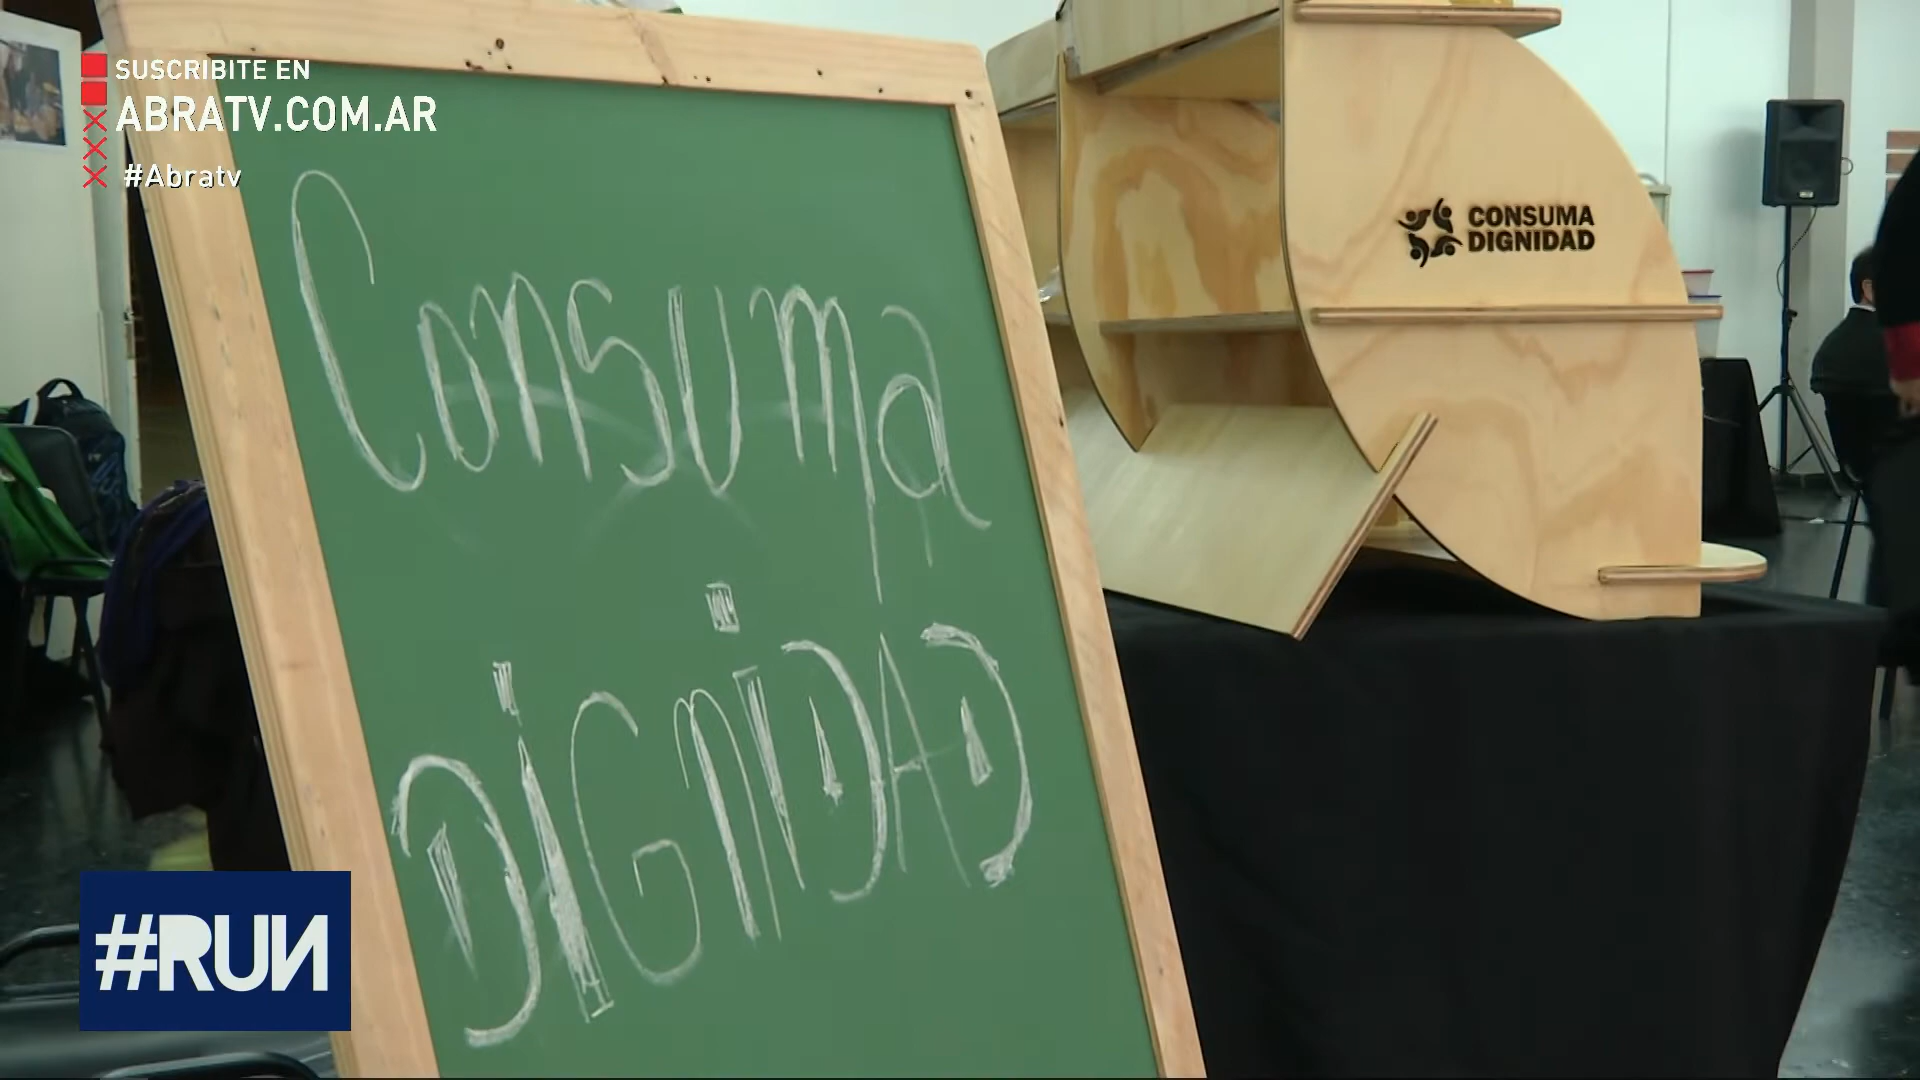 SUSCRIBITE EN
ABRATV.COM.AR
#Abratv
Consuma
DIGNIDAD
CONSUMA
DIGNIDAD
#RUN